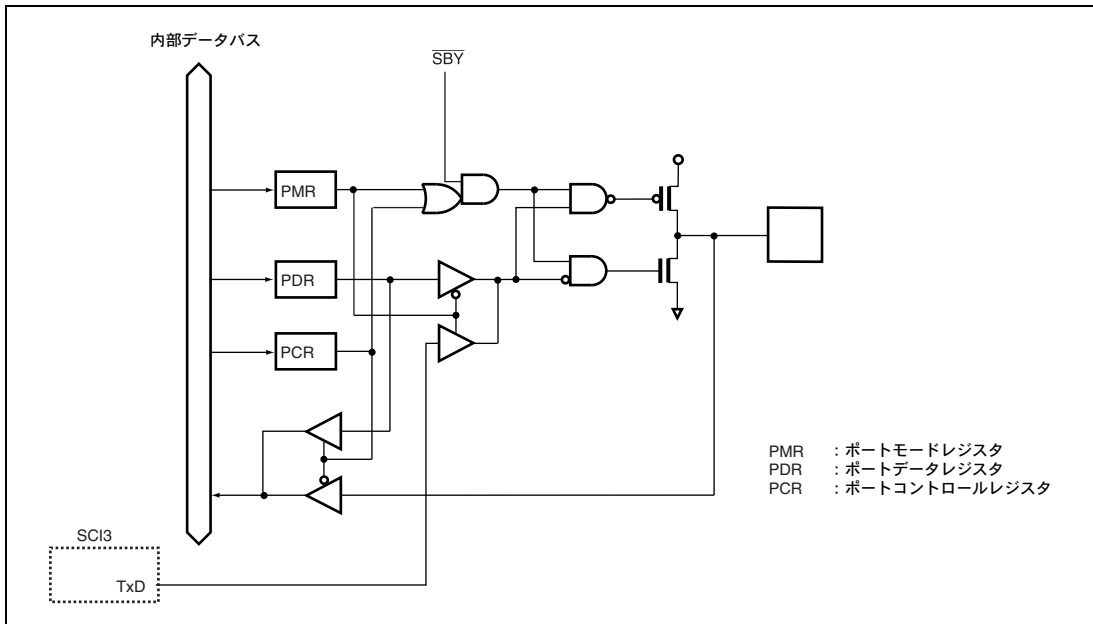 内部データバス
SBY
PMR
PDR
PCR
PMR : ポートモードレジスタ
PDR : ポートデータレジスタ
PCR : ポートコントロールレジスタ
SCI3
TxD